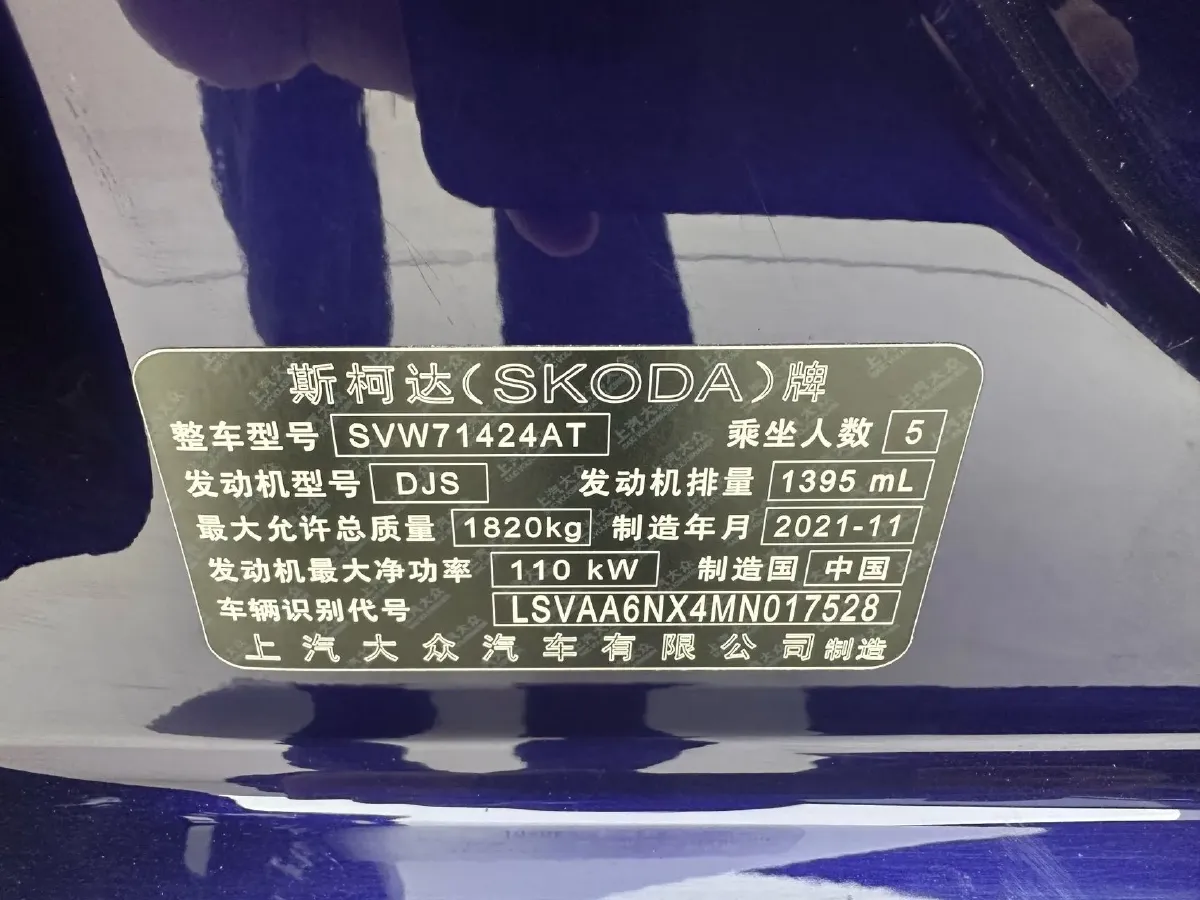 斯柯达(SKODA)牌
整车型号 SVW71424AT 乘坐人数 5
发动机型号 DJS 发动机排量 1395 mL
最大允许总质量 1820kg 制造年月 2021-11
发动机最大净功率 110 kW 制造国 中国
车辆识别代号 LSVAA6NX4MN017528
上汽大众汽车有限公司制造